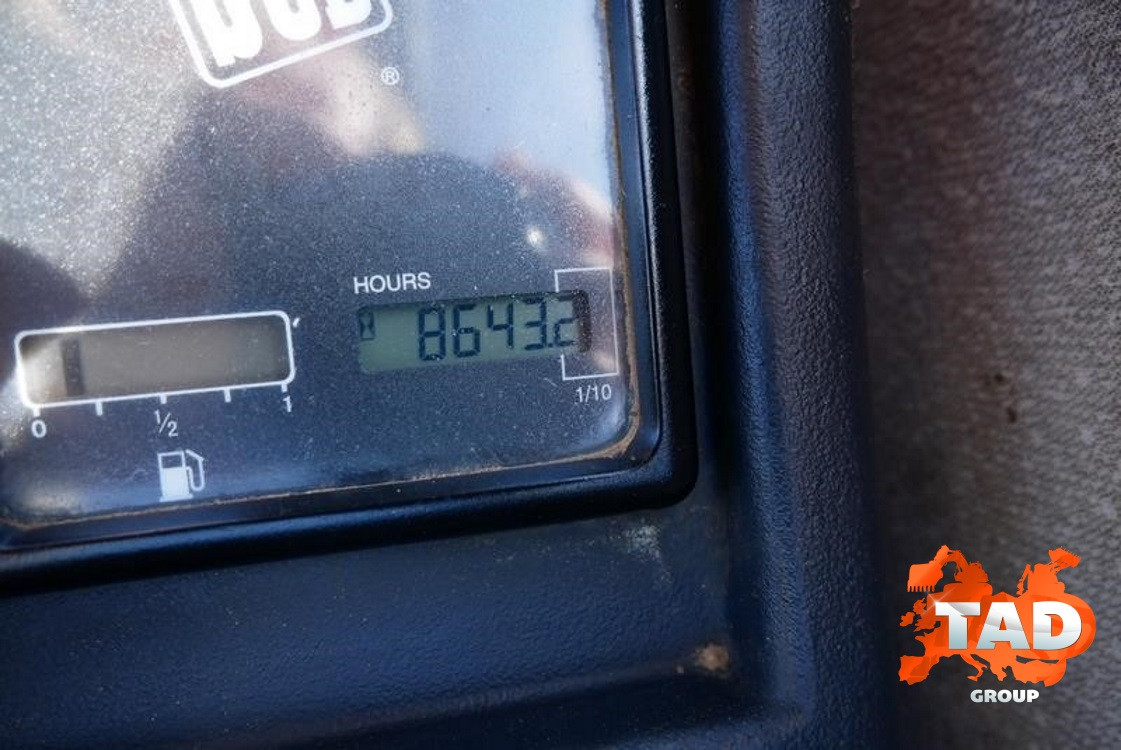 ®
HOURS
8643.2
1/10
0 1/2 1
TAD
GROUP